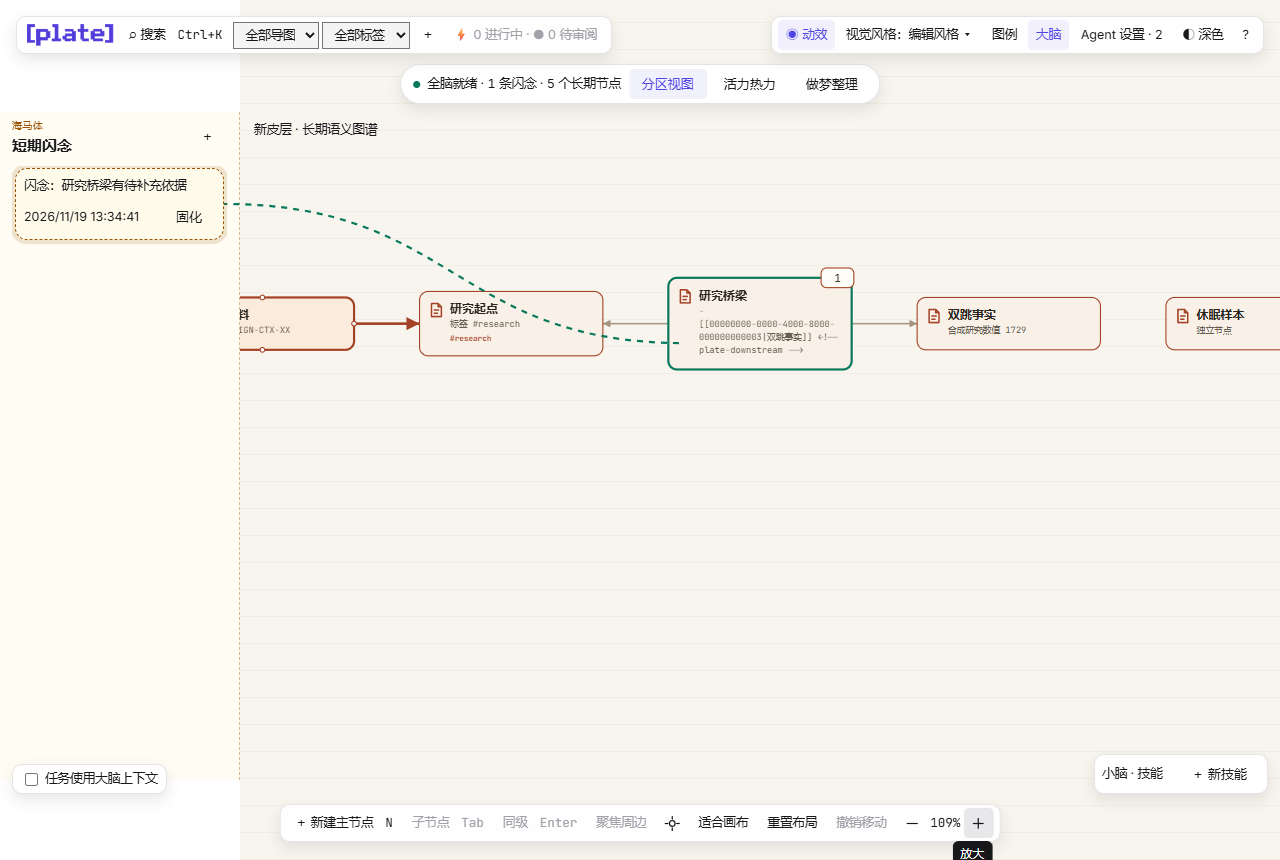 [plate] 搜索 Ctrl+K 全部导图 全部标签 + 0 进行中 · 0 待审阅 动效 视觉风格: 编辑风格 图例 大脑 Agent 设置 · 2 深色 ?
全脑就绪 · 1 条闪念 · 5 个长期节点 分区视图 活力热力 做梦整理
海马体
短期闪念
+
新皮层 · 长期语义图谱
闪念: 研究桥梁有待补充依据
2026/11/19 13:34:41 固化
料
IGN-CTX-XX
研究起点
标签 #research
#research
1
研究桥梁
-
[[00000000-0000-4000-8000-
000000000003|双跳事实]] <!--
plate-downstream -->
双跳事实
合成研究数值 1729
休眠样本
独立节点
任务使用大脑上下文
小脑 · 技能 + 新技能
+ 新建主节点 N 子节点 Tab 同级 Enter 聚焦周边 适合画布 重置布局 撤销移动 — 109% +
放大